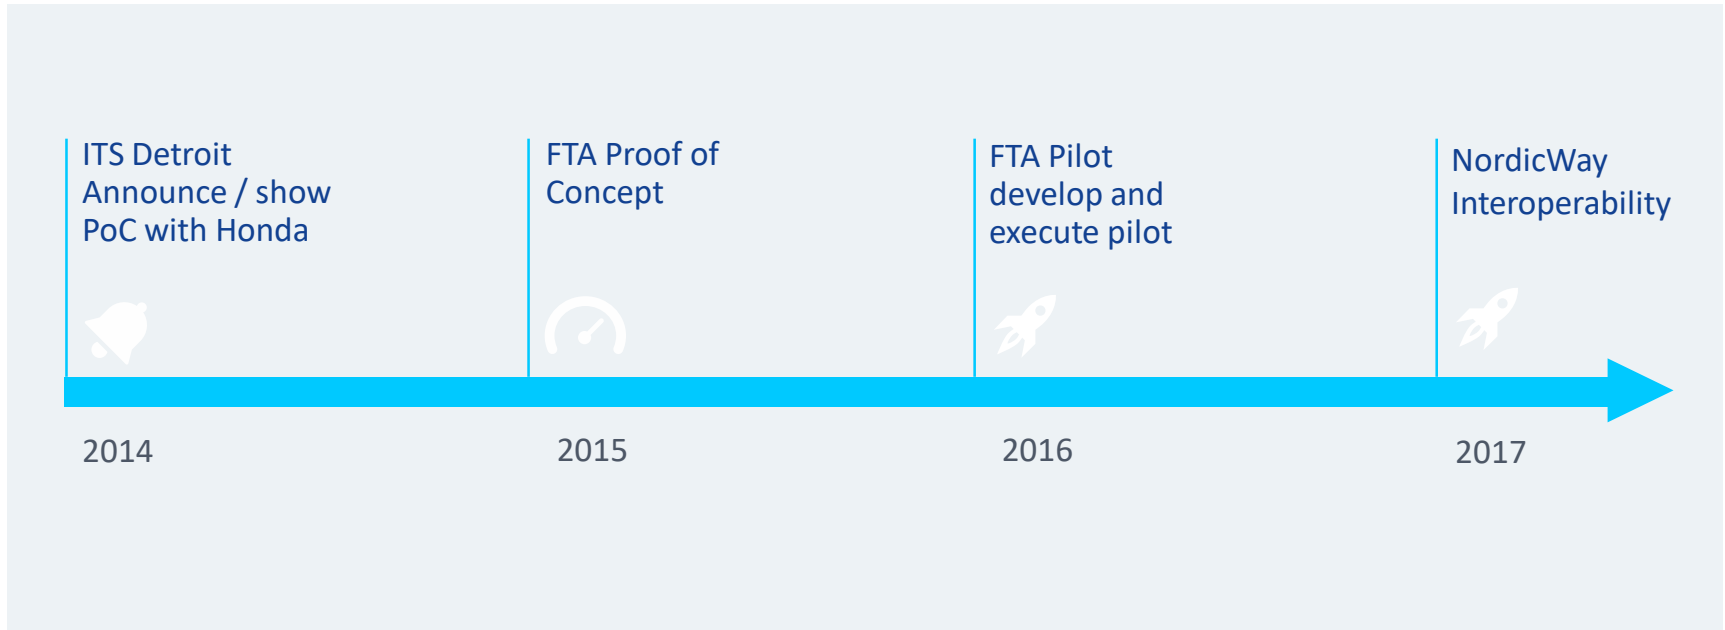 ITS Detroit
Announce / show
PoC with Honda
FTA Proof of
Concept
FTA Pilot
develop and
execute pilot
NordicWay
Interoperability
2014
2015
2016
2017